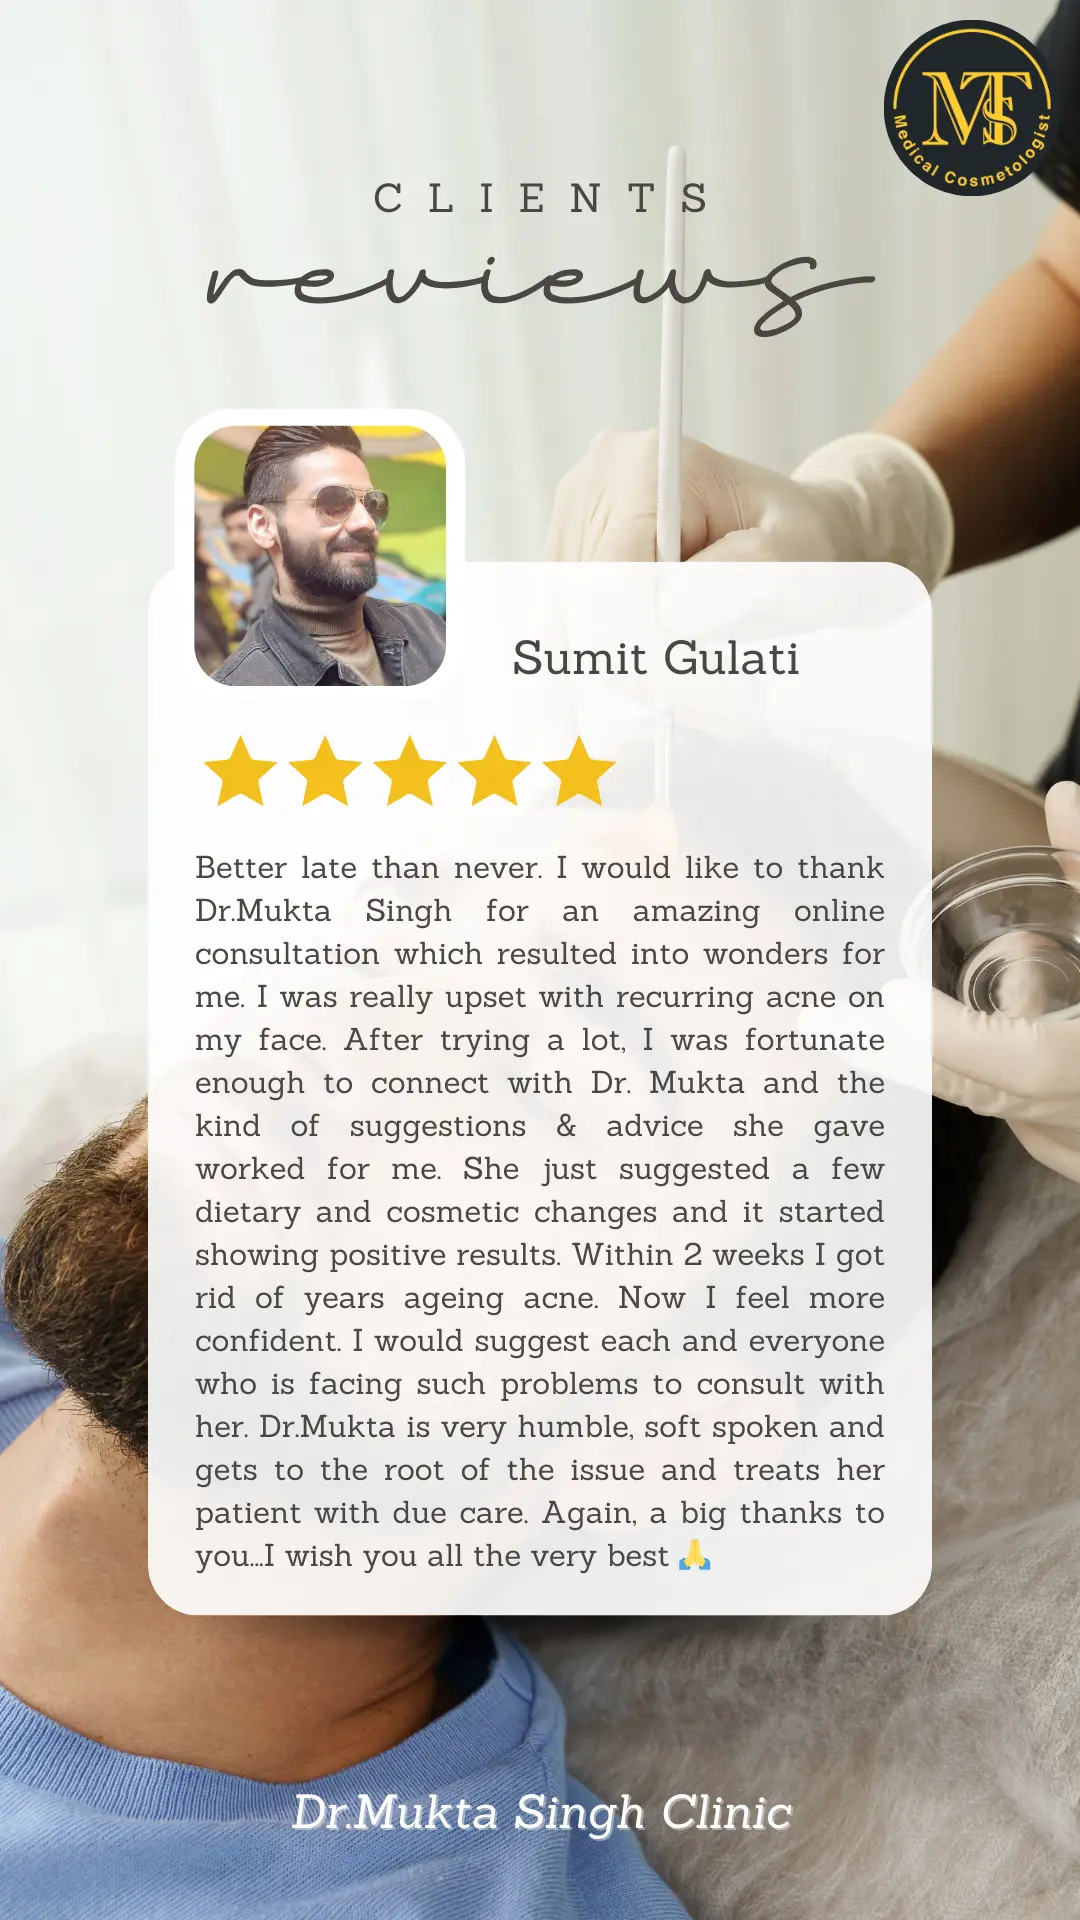 MTS
Medical Cosmetologist
CLIENTS
reviews
Sumit Gulati
Better late than never. I would like to thank
Dr.Mukta Singh for an amazing online
consultation which resulted into wonders for
me. I was really upset with recurring acne on
my face. After trying a lot, I was fortunate
enough to connect with Dr. Mukta and the
kind of suggestions & advice she gave
worked for me. She just suggested a few
dietary and cosmetic changes and it started
showing positive results. Within 2 weeks I got
rid of years ageing acne. Now I feel more
confident. I would suggest each and everyone
who is facing such problems to consult with
her. Dr.Mukta is very humble, soft spoken and
gets to the root of the issue and treats her
patient with due care. Again, a big thanks to
you...I wish you all the very best 🙏
Dr.Mukta Singh Clinic